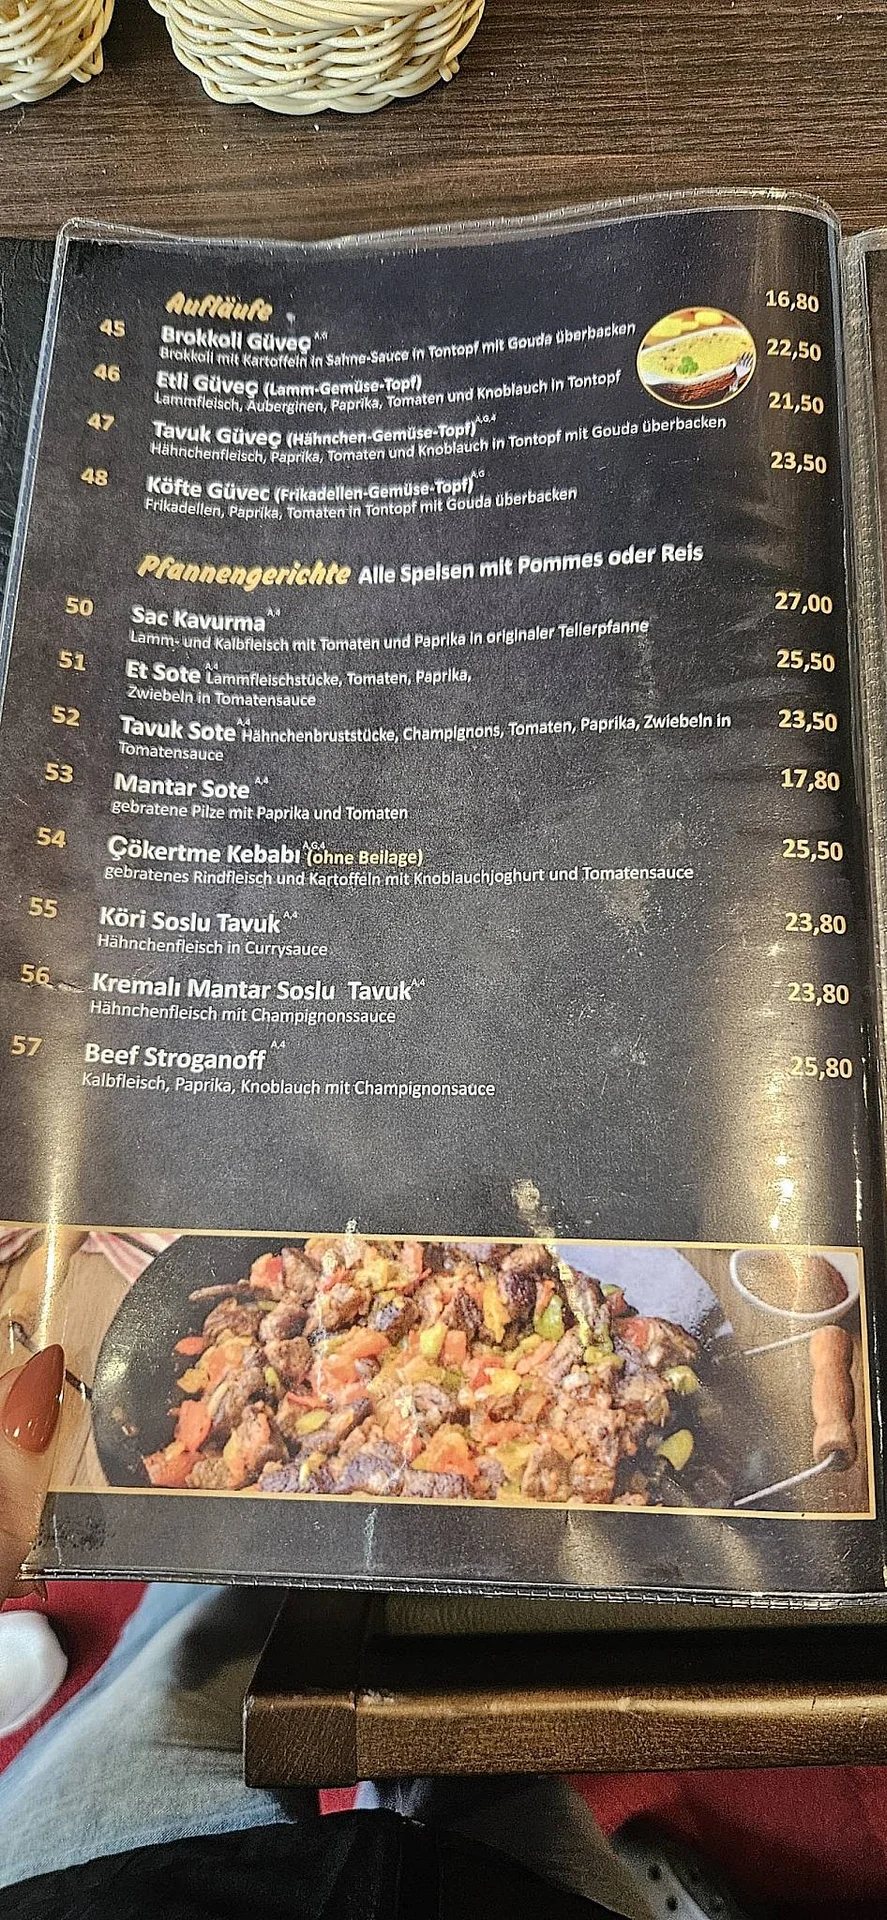 Aufläufe
45 Brokkoli Güveç A,G 16,80
Brokkoli mit Kartoffeln in Sahne-Sauce in Tontopf mit Gouda überbacken
46 Etli Güveç (Lamm-Gemüse-Topf) 22,50
Lammfleisch, Auberginen, Paprika, Tomaten und Knoblauch in Tontopf
47 Tavuk Güveç (Hähnchen-Gemüse-Topf) A,G,4 21,50
Hähnchenfleisch, Paprika, Tomaten und Knoblauch in Tontopf mit Gouda überbacken
48 Köfte Güvec (Frikadellen-Gemüse-Topf) A,G 23,50
Frikadellen, Paprika, Tomaten in Tontopf mit Gouda überbacken
Pfannengerichte Alle Speisen mit Pommes oder Reis
50 Sac Kavurma A,4 27,00
Lamm- und Kalbfleisch mit Tomaten und Paprika in originaler Tellerpfanne
51 Et Sote A,4 Lammfleischstücke, Tomaten, Paprika, 25,50
Zwiebeln in Tomatensauce
52 Tavuk Sote A,4 Hähnchenbruststücke, Champignons, Tomaten, Paprika, Zwiebeln in 23,50
Tomatensauce
53 Mantar Sote A,4 17,80
gebratene Pilze mit Paprika und Tomaten
54 Çökertme Kebabı A,G,4 (ohne Beilage) 25,50
gebratenes Rindfleisch und Kartoffeln mit Knoblauchjoghurt und Tomatensauce
55 Köri Soslu Tavuk A,4 23,80
Hähnchenfleisch in Currysauce
56 Kremalı Mantar Soslu Tavuk A,4 23,80
Hähnchenfleisch mit Champignonssauce
57 Beef Stroganoff A,4 25,80
Kalbfleisch, Paprika, Knoblauch mit Champignonsauce